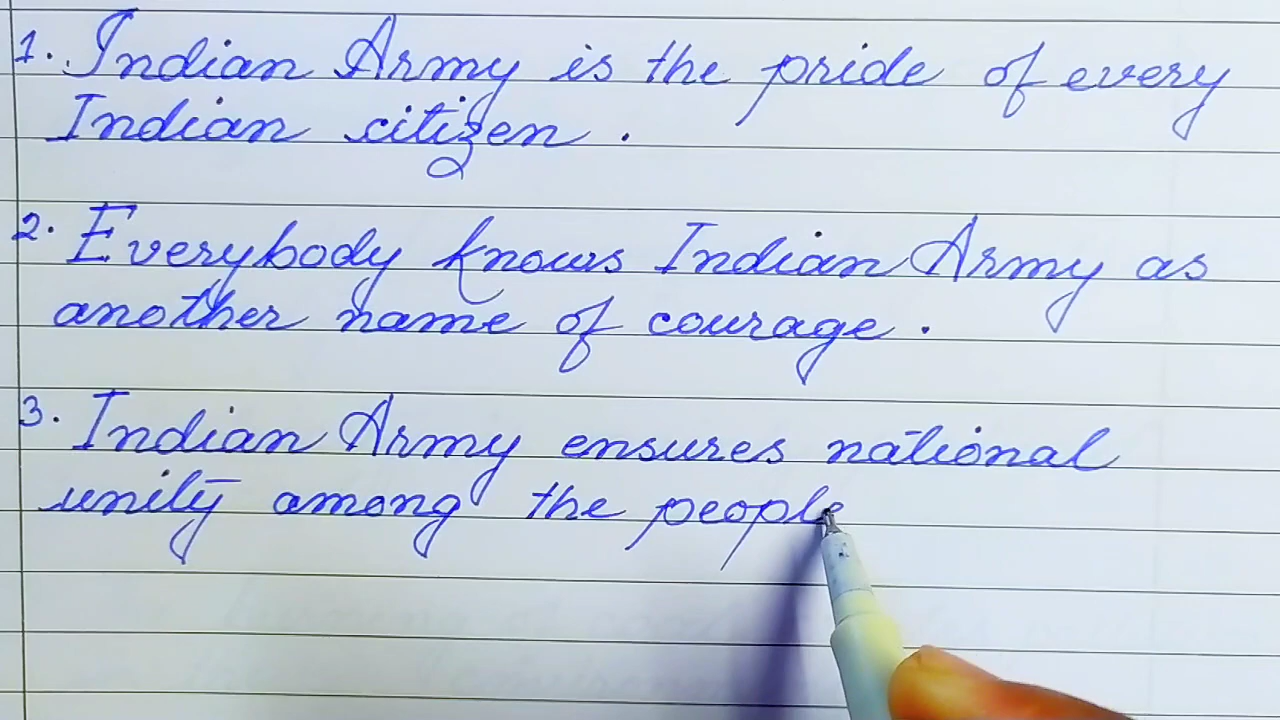 1. Indian Army is the pride of every
Indian citizen.
2. Everybody knows Indian Army as
another name of courage.
3. Indian Army ensures national
unity among the people